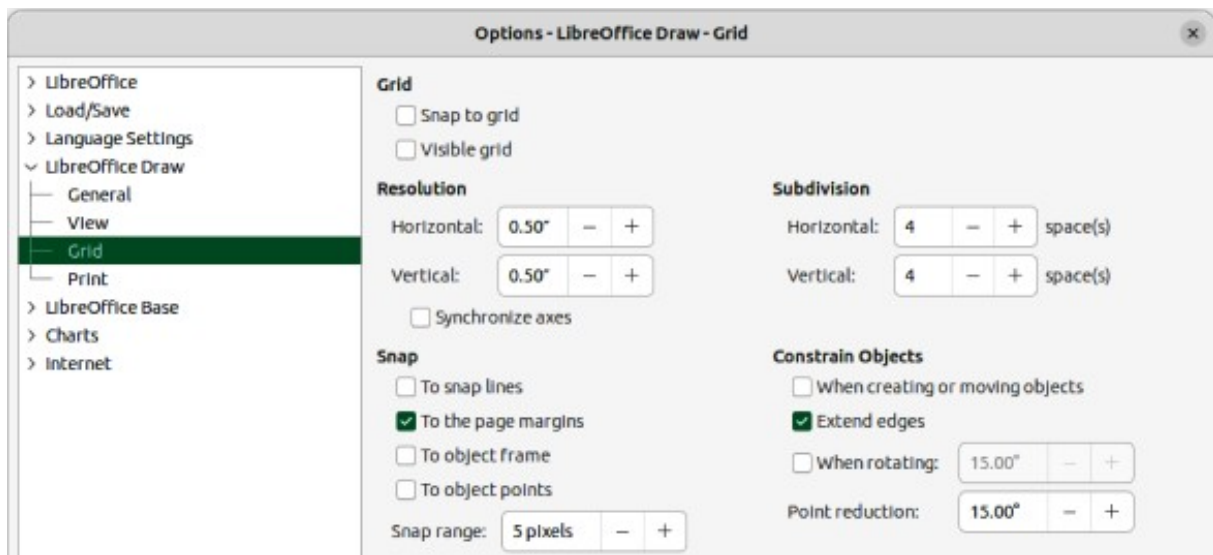 Options - LibreOffice Draw - Grid
LibreOffice
Load/Save
Language Settings
LibreOffice Draw
General
View
Grid
Print
LibreOffice Base
Charts
Internet
Grid
Snap to grid
Visible grid
Resolution
Horizontal: 0.50″ − +
Vertical: 0.50″ − +
Synchronize axes
Subdivision
Horizontal: 4 − + space(s)
Vertical: 4 − + space(s)
Snap
To snap lines
To the page margins
To object frame
To object points
Snap range: 5 pixels − +
Constrain Objects
When creating or moving objects
Extend edges
When rotating: 15.00° − +
Point reduction: 15.00° − +